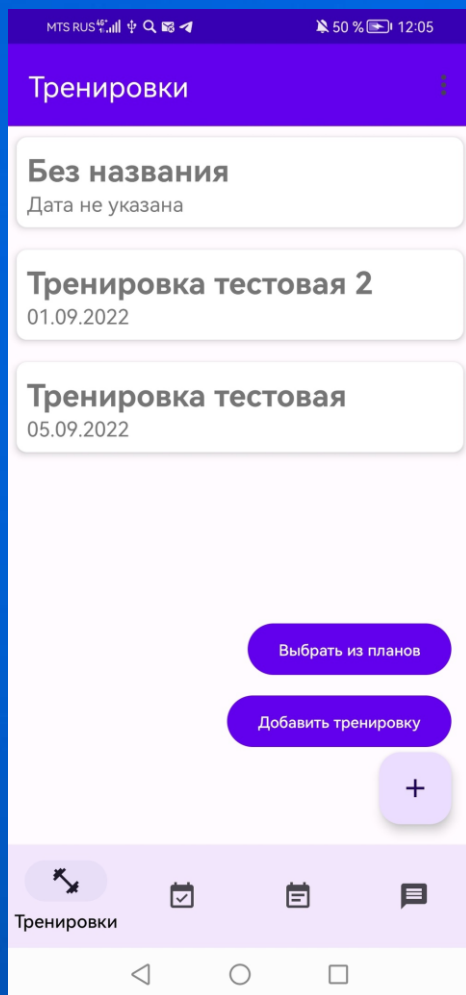 MTS RUS 50 % 12:05
Тренировки
Без названия
Дата не указана
Тренировка тестовая 2
01.09.2022
Тренировка тестовая
05.09.2022
Выбрать из планов
Добавить тренировку
+
Тренировки